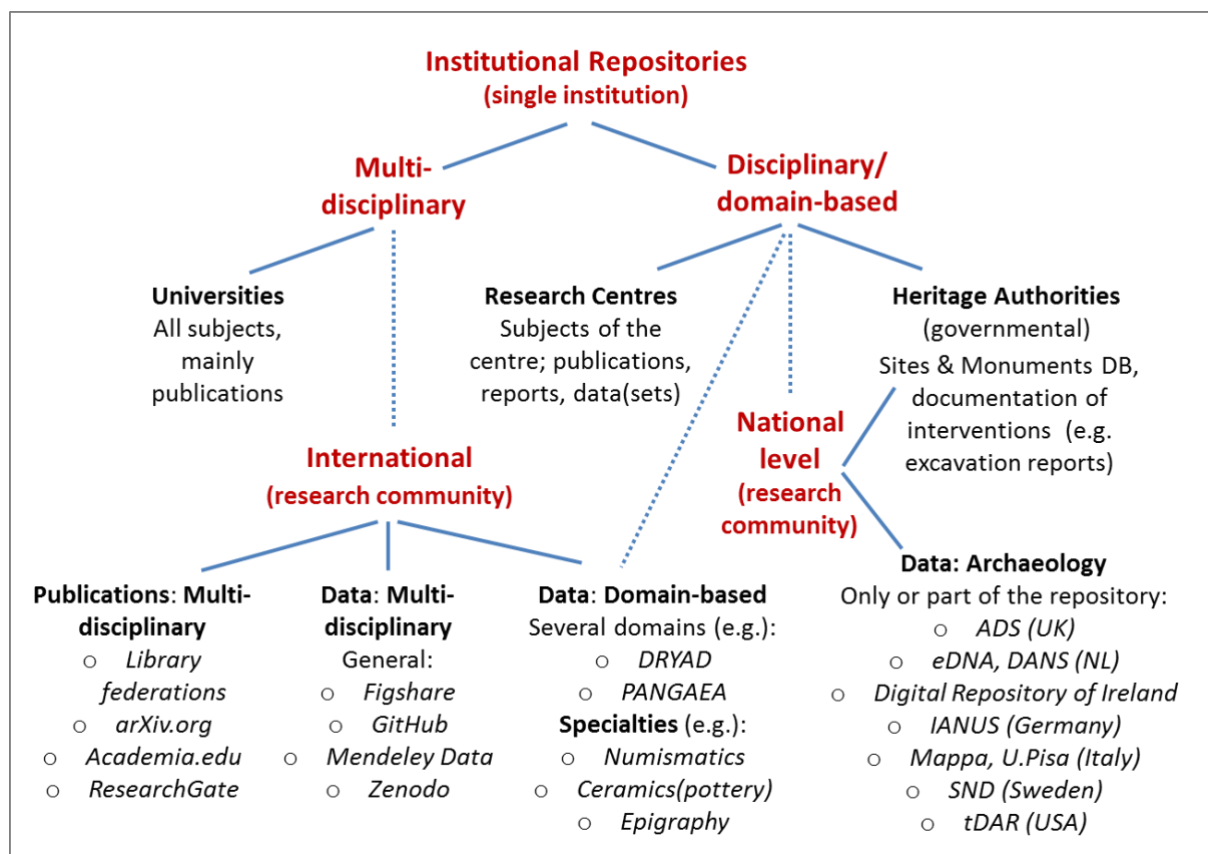 Institutional Repositories
(single institution)
Multi-
disciplinary
Disciplinary/
domain-based
Universities
All subjects,
mainly
publications
Research Centres
Subjects of the
centre; publications,
reports, data(sets)
Heritage Authorities
(governmental)
Sites & Monuments DB,
documentation of
interventions (e.g.
excavation reports)
International
(research community)
National
level
(research
community)
Publications: Multi-
disciplinary
○ Library
federations
○ arXiv.org
○ Academia.edu
○ ResearchGate
Data: Multi-
disciplinary
General:
○ Figshare
○ GitHub
○ Mendeley Data
○ Zenodo
Data: Domain-based
Several domains (e.g.):
○ DRYAD
○ PANGAEA
Specialties (e.g.):
○ Numismatics
○ Ceramics(pottery)
○ Epigraphy
Data: Archaeology
Only or part of the repository:
○ ADS (UK)
○ eDNA, DANS (NL)
○ Digital Repository of Ireland
○ IANUS (Germany)
○ Mappa, U.Pisa (Italy)
○ SND (Sweden)
○ tDAR (USA)